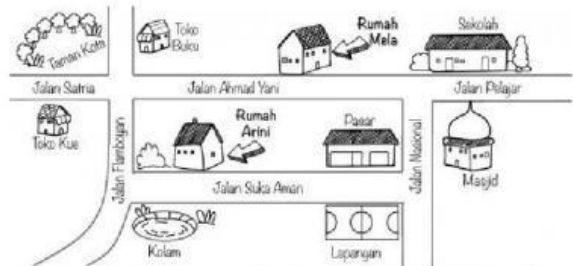 Taman Kota
Toko
Buku
Rumah
Mela
Sekolah
Jalan Satria
Jalan Ahmad Yani
Jalan Pelajar
Toko Kue
Jalan Flamboyan
Rumah
Arini
Pasar
Jalan Nasional
Masjid
Jalan Suka Aman
Kolam
Lapangan